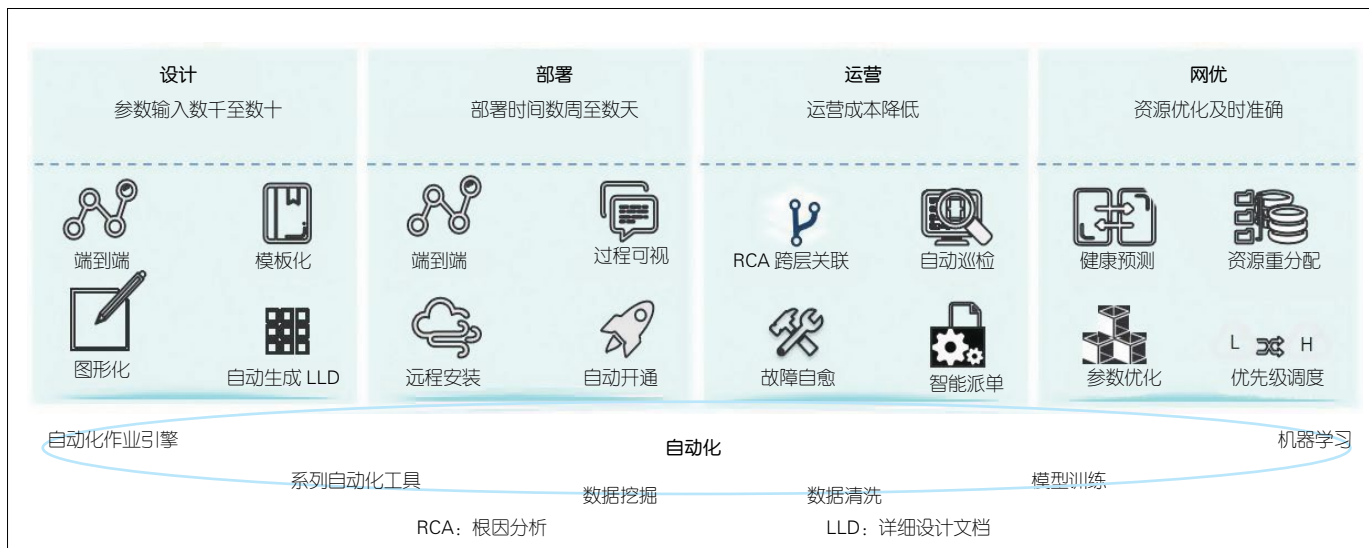 设计
参数输入数千至数十
部署
部署时间数周至数天
运营
运营成本降低
网优
资源优化及时准确
端到端
模板化
图形化
自动生成 LLD
端到端
过程可视
远程安装
自动开通
RCA 跨层关联
自动巡检
故障自愈
智能派单
健康预测
资源重分配
参数优化
L H
优先级调度
自动化作业引擎
自动化
机器学习
系列自动化工具
数据挖掘
数据清洗
模型训练
RCA：根因分析
LLD：详细设计文档